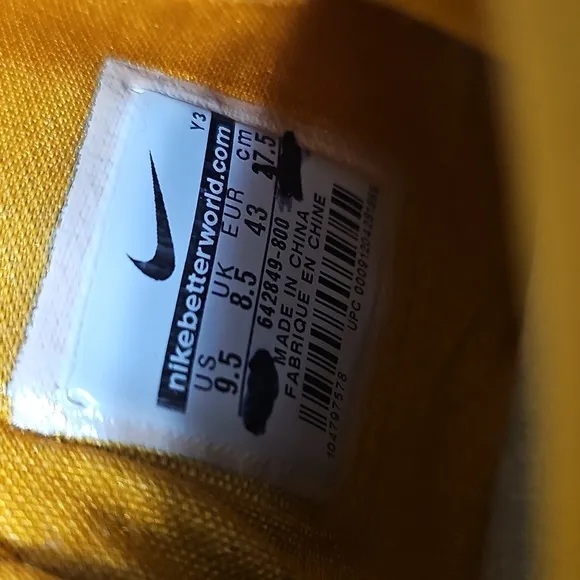 Y3
nikebetterworld.com
US UK EUR cm
9.5 8.5 43 27.5
642849-800
MADE IN CHINA
FABRIQUE EN CHINE
104797578